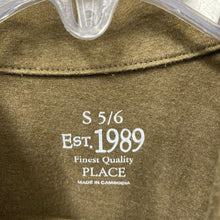 S 5/6
EST. 1989
Finest Quality
PLACE
MADE IN CAMBODIA